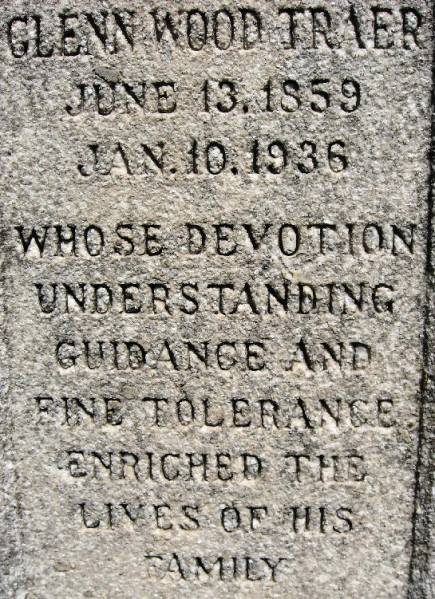 GLENN WOOD TRAER
JUNE 13.1859
JAN.10.1936
WHOSE DEVOTION
UNDERSTANDING
GUIDANCE AND
FINE TOLERANCE
ENRICHED THE
LIVES OF HIS
FAMILY